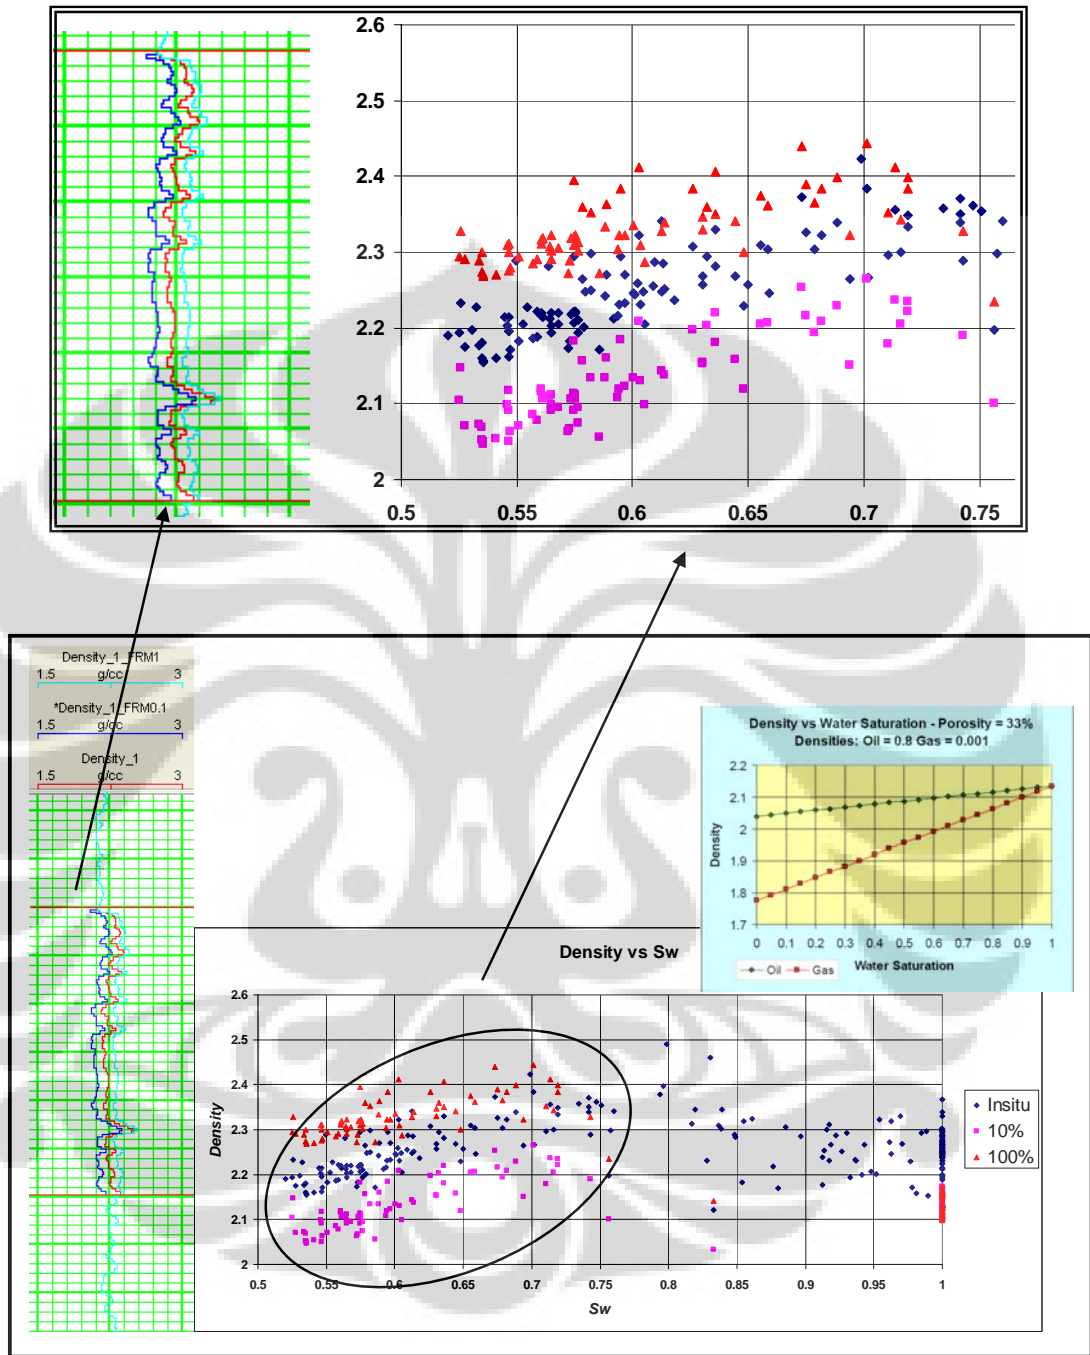 2.6
2.5
2.4
2.3
2.2
2.1
2
0.5 0.55 0.6 0.65 0.7 0.75
Density_1_FRM1
1.5 g/cc 3
*Density_1_FRM0.1
1.5 g/cc 3
Density_1
1.5 g/cc 3
Density vs Water Saturation - Porosity = 33%
Densities: Oil = 0.8 Gas = 0.001
2.2
2.1
2
1.9
1.8
1.7
Density
0 0.1 0.2 0.3 0.4 0.5 0.6 0.7 0.8 0.9 1
Oil Gas Water Saturation
Density vs Sw
2.6
2.5
2.4
2.3
2.2
2.1
2
Density
0.5 0.55 0.6 0.65 0.7 0.75 0.8 0.85 0.9 0.95 1
Sw
Insitu
10%
100%